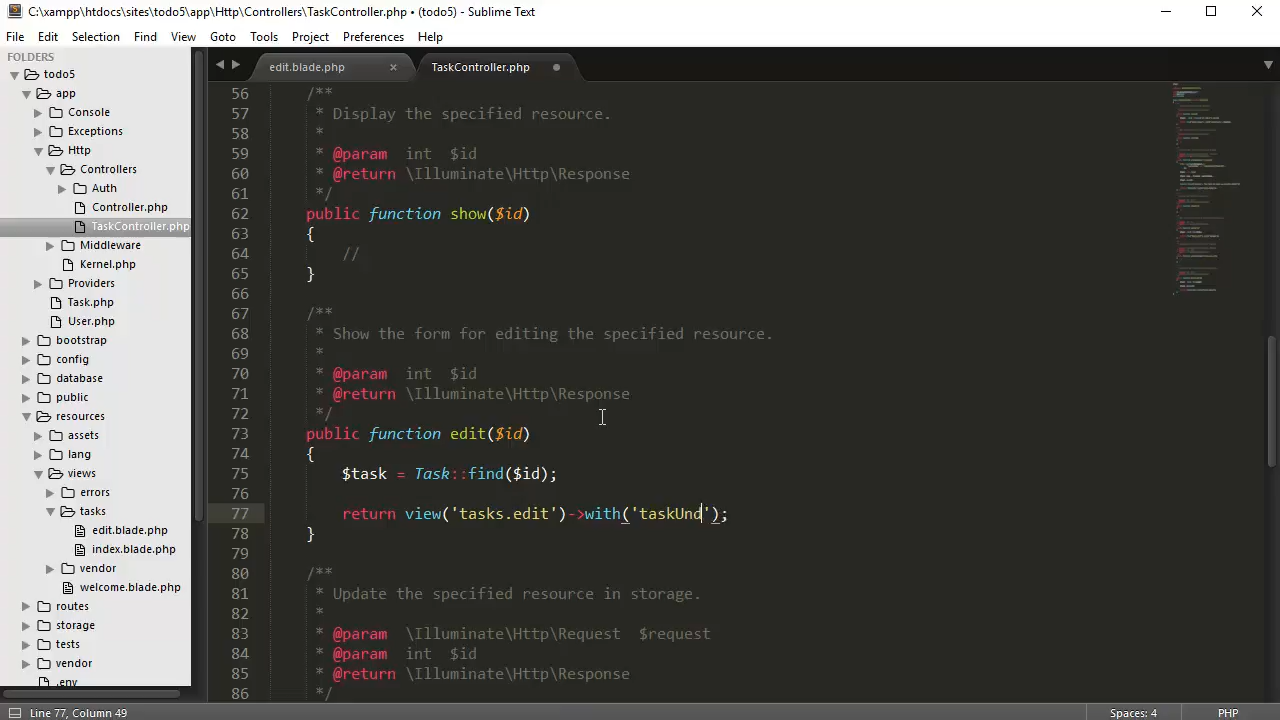 C:\xampp\htdocs\sites\todo5\app\Http\Controllers\TaskController.php • (todo5) - Sublime Text
File Edit Selection Find View Goto Tools Project Preferences Help
FOLDERS
todo5
app
Console
Exceptions
Http
Controllers
Auth
Controller.php
TaskController.php
Middleware
Kernel.php
Providers
Task.php
User.php
bootstrap
config
database
public
resources
assets
lang
views
errors
tasks
edit.blade.php
index.blade.php
vendor
welcome.blade.php
routes
storage
tests
vendor
.env
edit.blade.php × TaskController.php
56 /**
57 * Display the specified resource.
58 *
59 * @param  int  $id
60 * @return \Illuminate\Http\Response
61 */
62 public function show($id)
63 {
64 //
65 }
66
67 /**
68 * Show the form for editing the specified resource.
69 *
70 * @param  int  $id
71 * @return \Illuminate\Http\Response
72 */
73 public function edit($id)
74 {
75 $task = Task::find($id);
76
77 return view('tasks.edit')->with('taskUnd');
78 }
79
80 /**
81 * Update the specified resource in storage.
82 *
83 * @param  \Illuminate\Http\Request  $request
84 * @param  int  $id
85 * @return \Illuminate\Http\Response
86 */
Line 77, Column 49 Spaces: 4 PHP